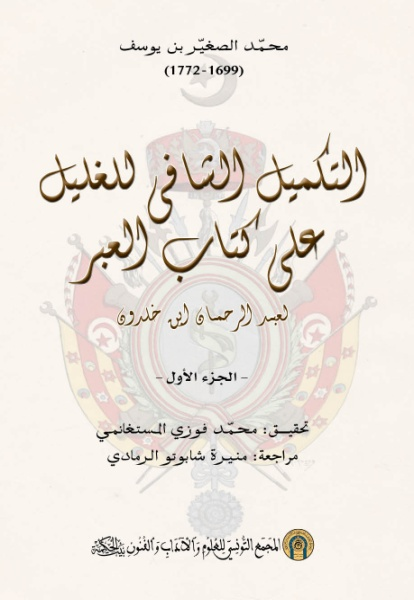 محمّد الصغيّر بن يوسف
(1699-1772)
التكميل الشافي للغليل
على كتاب العبر
لعبد الرحمان ابن خلدون
- الجزء الأول -
تحقيق: محمّد فوزي المستغانمي
مراجعة: منيرة شابوتو الرمادي
المجمع التونسي للعلوم والآداب والفنون بيت الحكمة